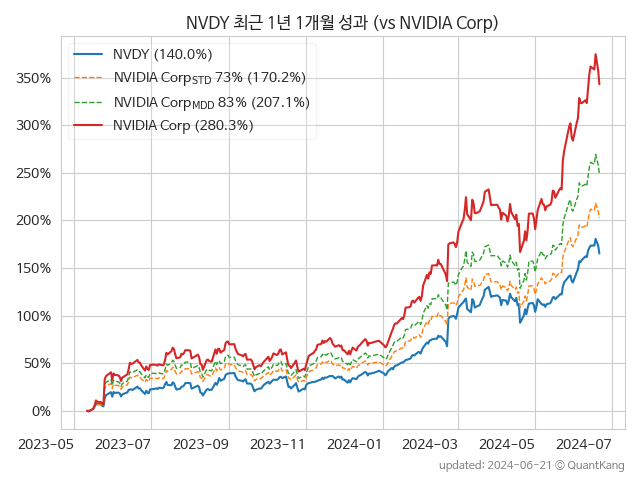 NVDY 최근 1년 1개월 성과 (vs NVIDIA Corp)
NVDY (140.0%)
NVIDIA CorpSTD 73% (170.2%)
NVIDIA CorpMDD 83% (207.1%)
NVIDIA Corp (280.3%)
350%
300%
250%
200%
150%
100%
50%
0%
2023-05 2023-07 2023-09 2023-11 2024-01 2024-03 2024-05 2024-07
updated: 2024-06-21 © QuantKang